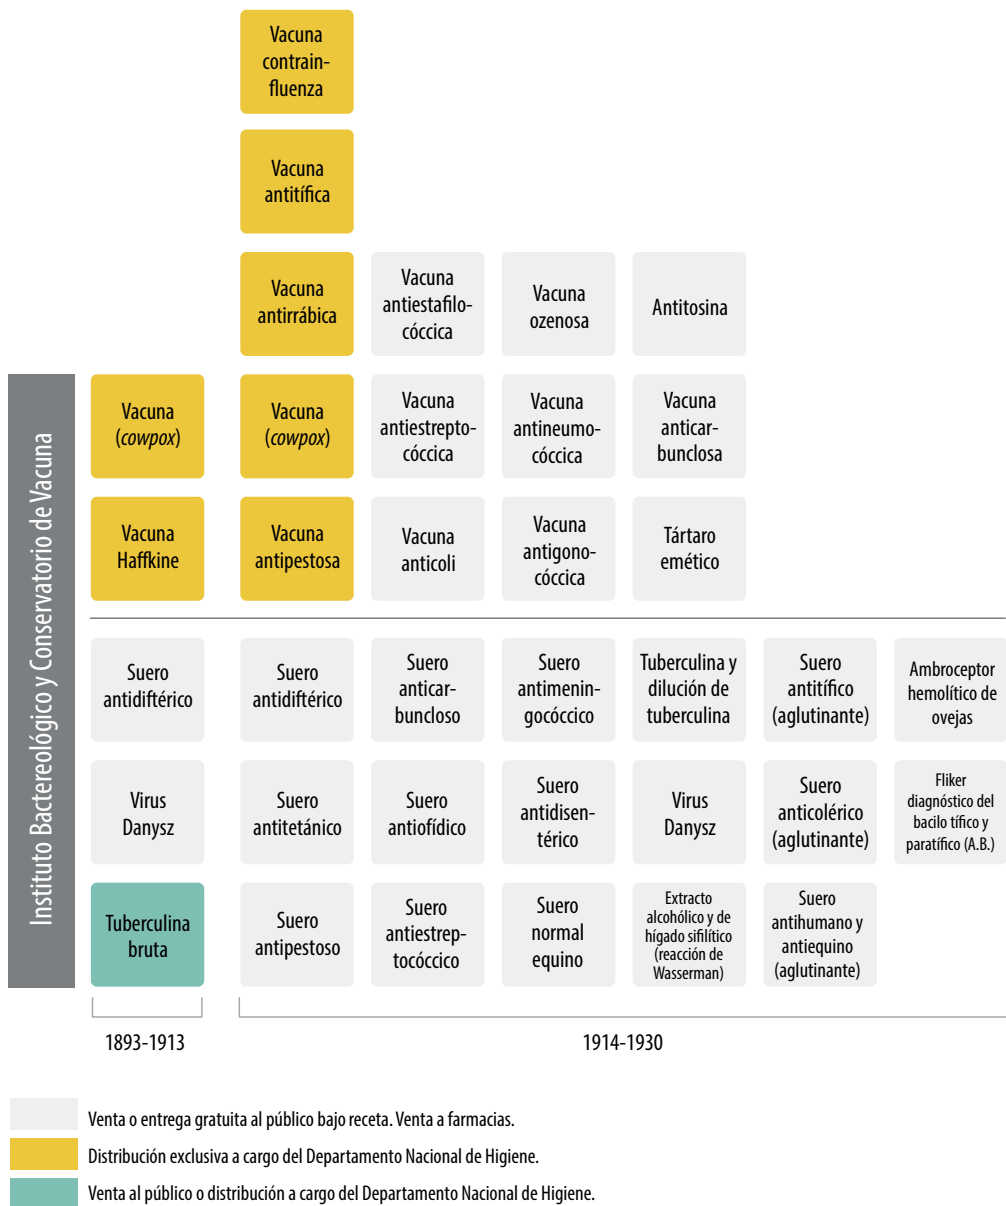 Vacuna
contrain-
fluenza
Vacuna
antitífica
Vacuna
antirrábica
Vacuna
antiestafilo-
cóccica
Vacuna
ozenosa
Antitosina
Instituto Bactereológico y Conservatorio de Vacuna
Vacuna
(cowpox)
Vacuna
(cowpox)
Vacuna
antiestrepto-
cóccica
Vacuna
antineumo-
cóccica
Vacuna
anticar-
bunclosa
Vacuna
Haffkine
Vacuna
antipestosa
Vacuna
anticoli
Vacuna
antigono-
cóccica
Tártaro
emético
Suero
antidiftérico
Suero
antidiftérico
Suero
anticar-
buncloso
Suero
antimenin-
gocóccico
Tuberculina y
dilución de
tuberculina
Suero
antitífico
(aglutinante)
Ambroceptor
hemolítico de
ovejas
Virus
Danysz
Suero
antitetánico
Suero
antiofídico
Suero
antidisen-
térico
Virus
Danysz
Suero
anticolérico
(aglutinante)
Fliker
diagnóstico del
bacilo tífico y
paratífico (A.B.)
Tuberculina
bruta
Suero
antipestoso
Suero
antiestrep-
tocóccico
Suero
normal
equino
Extracto
alcohólico y de
hígado sifilítico
(reacción de
Wasserman)
Suero
antihumano y
antiequino
(aglutinante)
1893-1913
1914-1930
Venta o entrega gratuita al público bajo receta. Venta a farmacias.
Distribución exclusiva a cargo del Departamento Nacional de Higiene.
Venta al público o distribución a cargo del Departamento Nacional de Higiene.